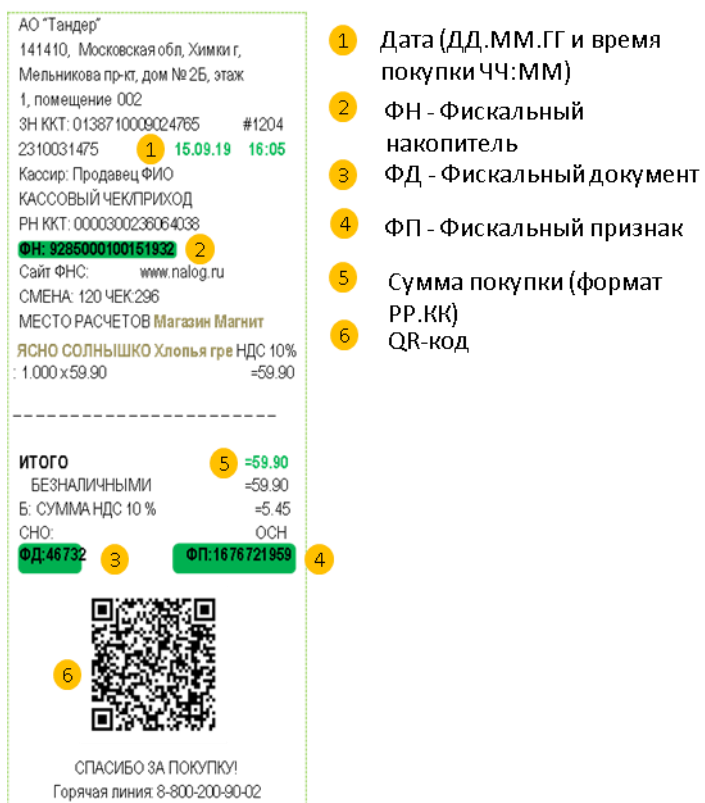 АО "Тандер"
141410, Московская обл, Химки г,
Мельникова пр-кт, дом № 2Б, этаж
1, помещение 002
ЗН ККТ: 0138710009024765 #1204
2310031475 1 15.09.19 16:05
Кассир: Продавец ФИО
КАССОВЫЙ ЧЕК/ПРИХОД
РН ККТ: 0000300236064038
ФН: 9285000100151932 2
Сайт ФНС: www.nalog.ru
СМЕНА: 120 ЧЕК:296
МЕСТО РАСЧЕТОВ Магазин Магнит
ЯСНО СОЛНЫШКО Хлопья гре НДС 10%
: 1.000 x 59.90 =59.90
ИТОГО 5 =59.90
БЕЗНАЛИЧНЫМИ =59.90
Б: СУММА НДС 10 % =5.45
СНО: ОСН
ФД:46732 3 ФП:1676721959 4
6
СПАСИБО ЗА ПОКУПКУ!
Горячая линия: 8-800-200-90-02
1 Дата (ДД.ММ.ГГ и время
покупки ЧЧ:ММ)
2 ФН - Фискальный
накопитель
3 ФД - Фискальный документ
4 ФП - Фискальный признак
5 Сумма покупки (формат
РР.КК)
6 QR-код